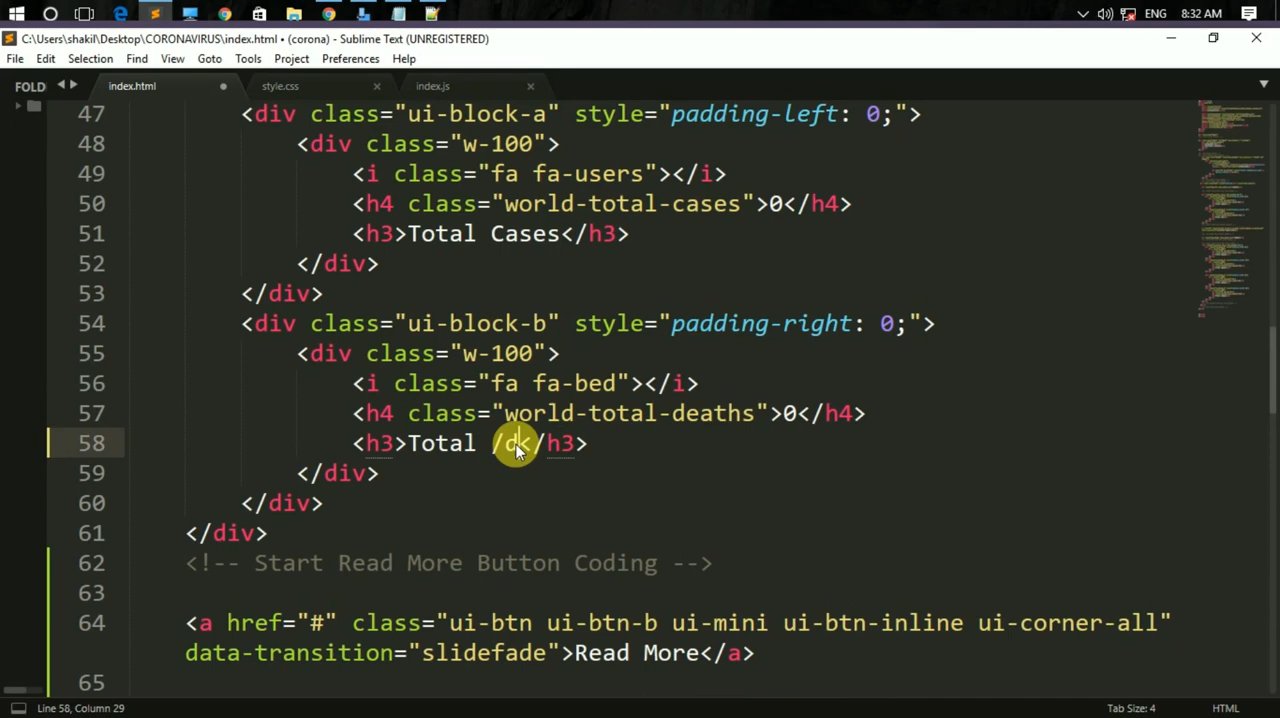 ENG 8:32 AM
C:\Users\shakil\Desktop\CORONAVIRUS\index.html • (corona) - Sublime Text (UNREGISTERED)
File Edit Selection View Find Goto Tools Project Preferences Help
FOLD index.html style.css index.js
47 <div class="ui-block-a" style="padding-left: 0;">
48 <div class="w-100">
49 <i class="fa fa-users"></i>
50 <h4 class="world-total-cases">0</h4>
51 <h3>Total Cases</h3>
52 </div>
53 </div>
54 <div class="ui-block-b" style="padding-right: 0;">
55 <div class="w-100">
56 <i class="fa fa-bed"></i>
57 <h4 class="world-total-deaths">0</h4>
58 <h3>Total /d</h3>
59 </div>
60 </div>
61 </div>
62 <!-- Start Read More Button Coding -->
63
64 <a href="#" class="ui-btn ui-btn-b ui-mini ui-btn-inline ui-corner-all"
data-transition="slidefade">Read More</a>
65
Line 58, Column 29 Tab Size: 4 HTML